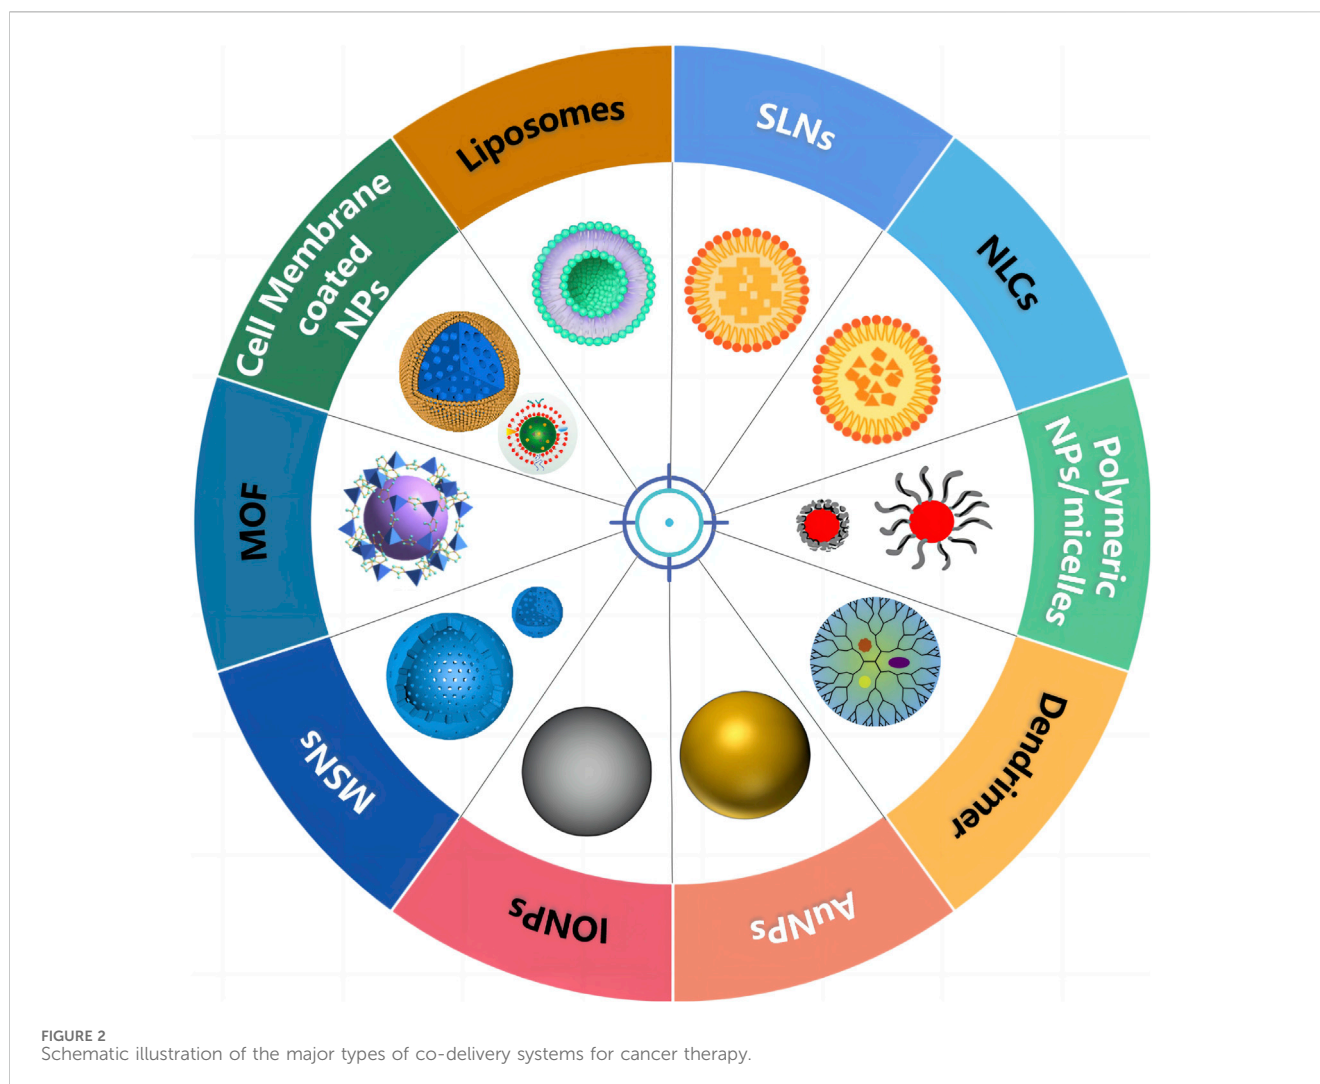 Liposomes
SLNs
NLCs
Polymeric
NPs/micelles
Dendrimer
AuNPs
IONPs
MSNs
MOF
Cell Membrane
coated
NPs
FIGURE 2
Schematic illustration of the major types of co-delivery systems for cancer therapy.